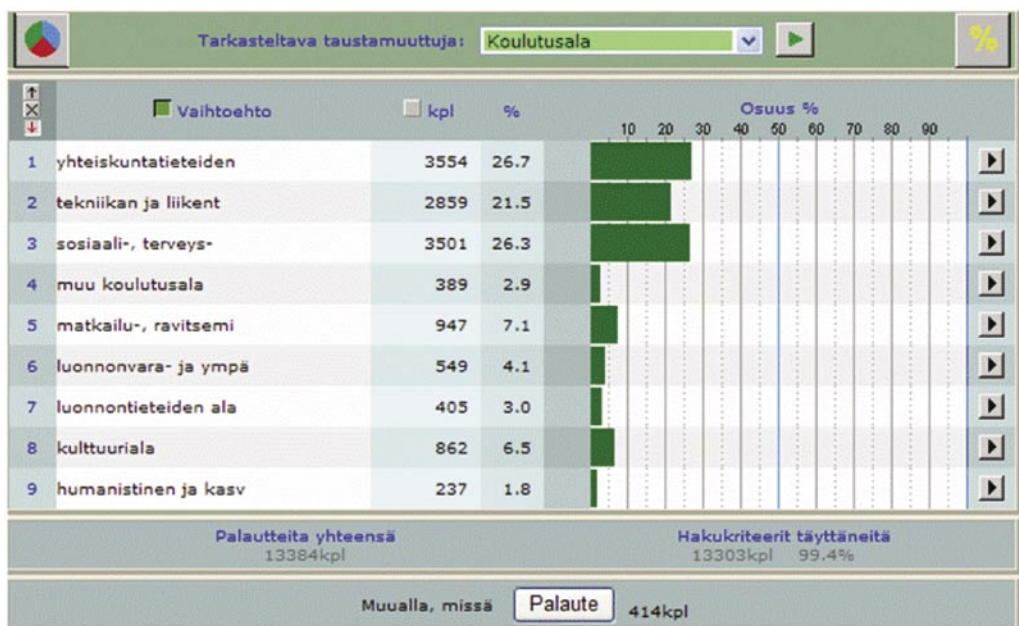 Tarkasteltava taustamuuttuja: Koulutusala %
Vaihtoehto kpl % Osuus %
10 20 30 40 50 60 70 80 90
1 yhteiskuntatieteiden 3554 26.7
2 tekniikan ja liikent 2859 21.5
3 sosiaali-, terveys- 3501 26.3
4 muu koulutusala 389 2.9
5 matkailu-, ravitsemi 947 7.1
6 luonnonvara- ja ympä 549 4.1
7 luonnontieteiden ala 405 3.0
8 kulttuuriala 862 6.5
9 humanistinen ja kasv 237 1.8
Palautteita yhteensä Hakukriteerit täyttäneitä
13384kpl 13303kpl 99.4%
Muualla, missä Palaute 414kpl